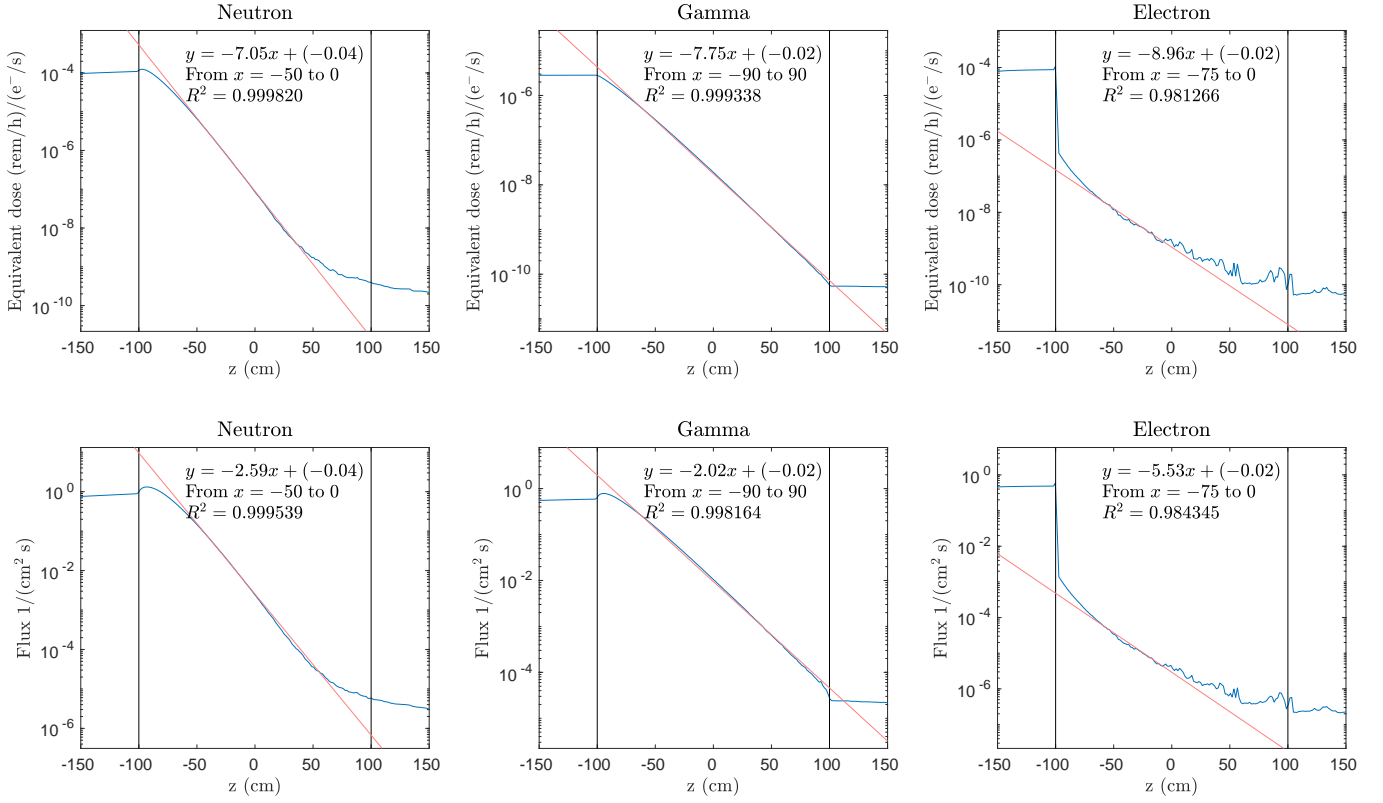 Neutron
Equivalent dose (rem/h)/(e⁻/s)
y = −7.05x + (−0.04)
From x = −50 to 0
R² = 0.999820
10⁻⁴
10⁻⁶
10⁻⁸
10⁻¹⁰
-150 -100 -50 0 50 100 150
z (cm)
Gamma
Equivalent dose (rem/h)/(e⁻/s)
y = −7.75x + (−0.02)
From x = −90 to 90
R² = 0.999338
10⁻⁶
10⁻⁸
10⁻¹⁰
-150 -100 -50 0 50 100 150
z (cm)
Electron
Equivalent dose (rem/h)/(e⁻/s)
y = −8.96x + (−0.02)
From x = −75 to 0
R² = 0.981266
10⁻⁴
10⁻⁶
10⁻⁸
10⁻¹⁰
-150 -100 -50 0 50 100 150
z (cm)
Neutron
Flux 1/(cm² s)
y = −2.59x + (−0.04)
From x = −50 to 0
R² = 0.999539
10⁰
10⁻²
10⁻⁴
10⁻⁶
-150 -100 -50 0 50 100 150
z (cm)
Gamma
Flux 1/(cm² s)
y = −2.02x + (−0.02)
From x = −90 to 90
R² = 0.998164
10⁰
10⁻²
10⁻⁴
-150 -100 -50 0 50 100 150
z (cm)
Electron
Flux 1/(cm² s)
y = −5.53x + (−0.02)
From x = −75 to 0
R² = 0.984345
10⁰
10⁻²
10⁻⁴
10⁻⁶
-150 -100 -50 0 50 100 150
z (cm)